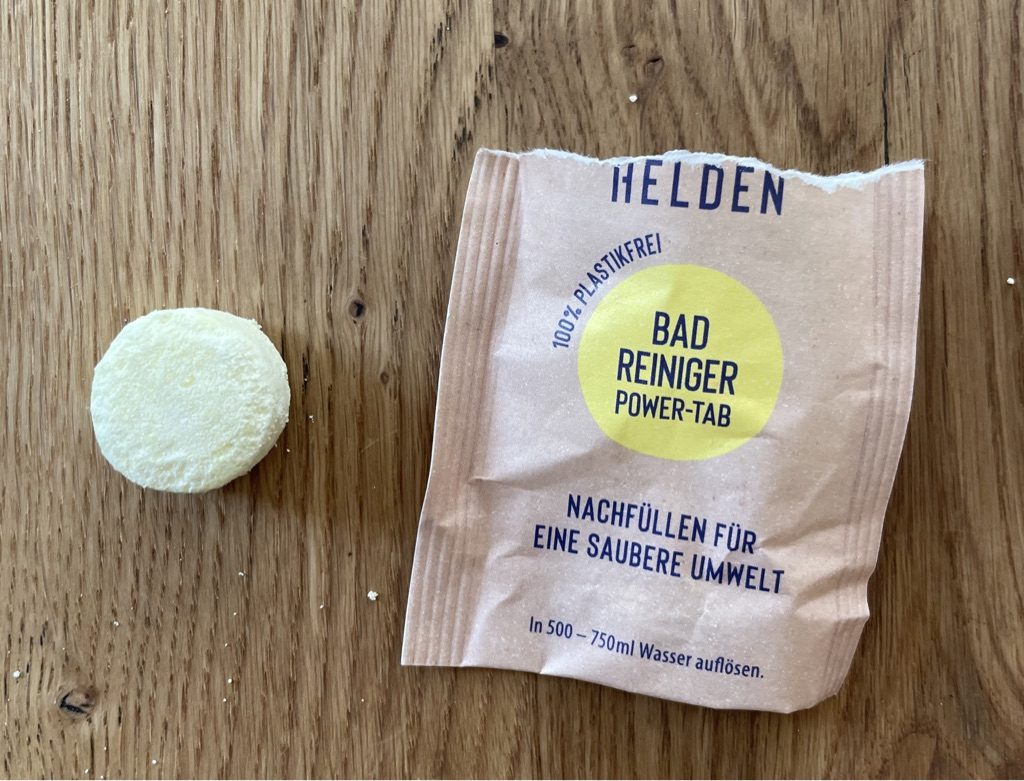 HELDEN
100% PLASTIKFREI
BAD
REINIGER
POWER-TAB
NACHFÜLLEN FÜR
EINE SAUBERE UMWELT
In 500 – 750ml Wasser auflösen.